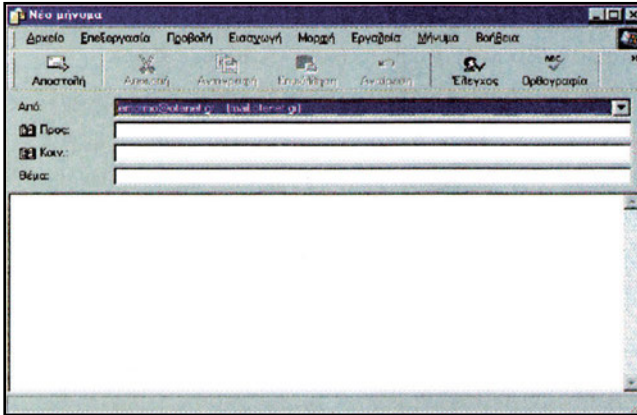 Νέο μήνυμα
Αρχείο Επεξεργασία Προβολή Εισαγωγή Μορφή Εργαλεία Μήνυμα Βοήθεια
Αποστολή Αποκοπή Αντιγραφή Επικόλληση Αναίρεση Έλεγχος Ορθογραφία
Από:
Προς:
Κοιν.:
Θέμα: